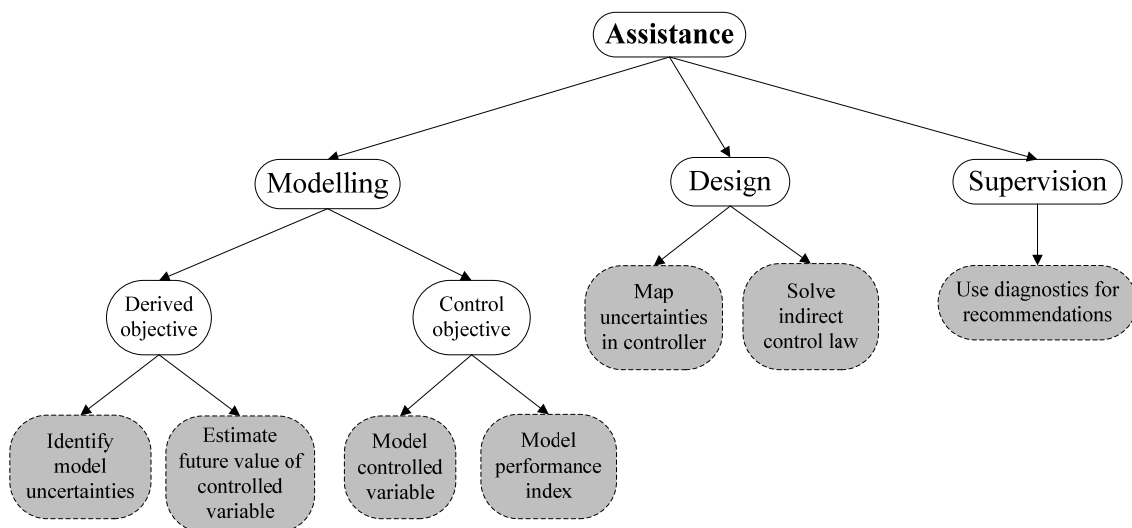 Assistance
Modelling
Design
Supervision
Derived
objective
Control
objective
Map
uncertainties
in controller
Solve
indirect
control law
Use diagnostics for
recommendations
Identify
model
uncertainties
Estimate
future value of
controlled
variable
Model
controlled
variable
Model
performance
index